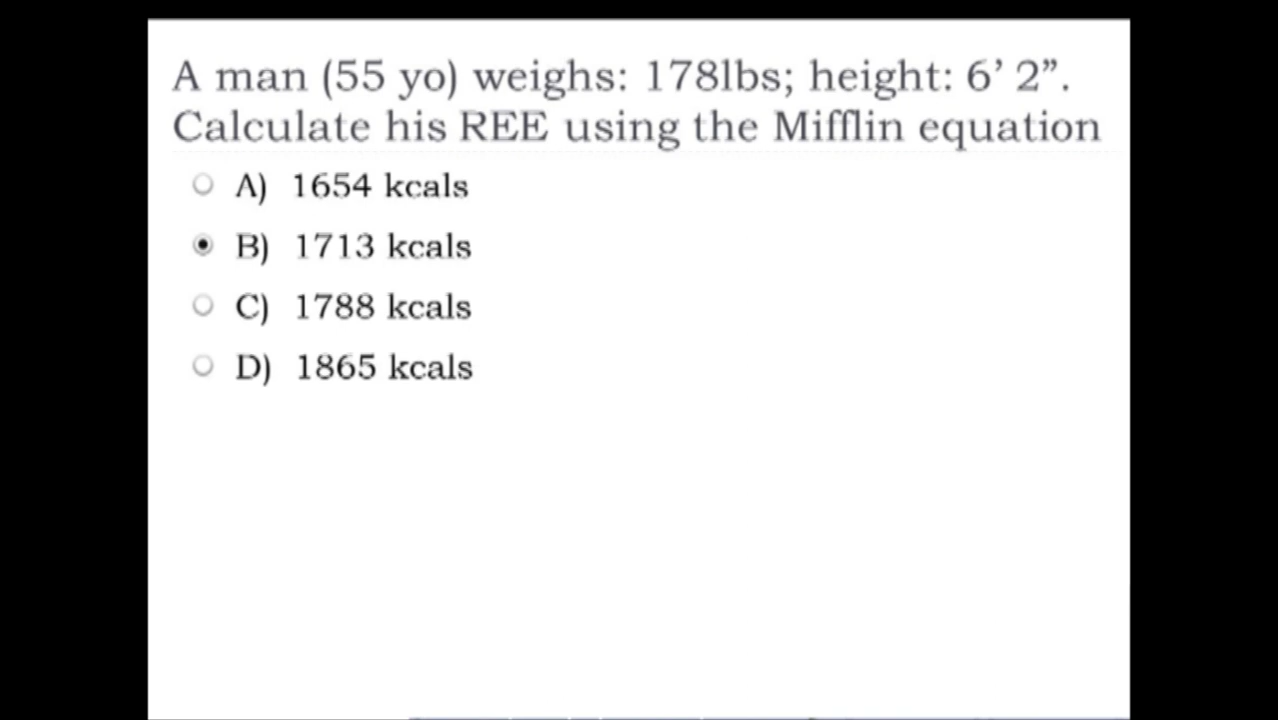 A man (55 yo) weighs: 178lbs; height: 6’ 2”.
Calculate his REE using the Mifflin equation
A) 1654 kcals
B) 1713 kcals
C) 1788 kcals
D) 1865 kcals